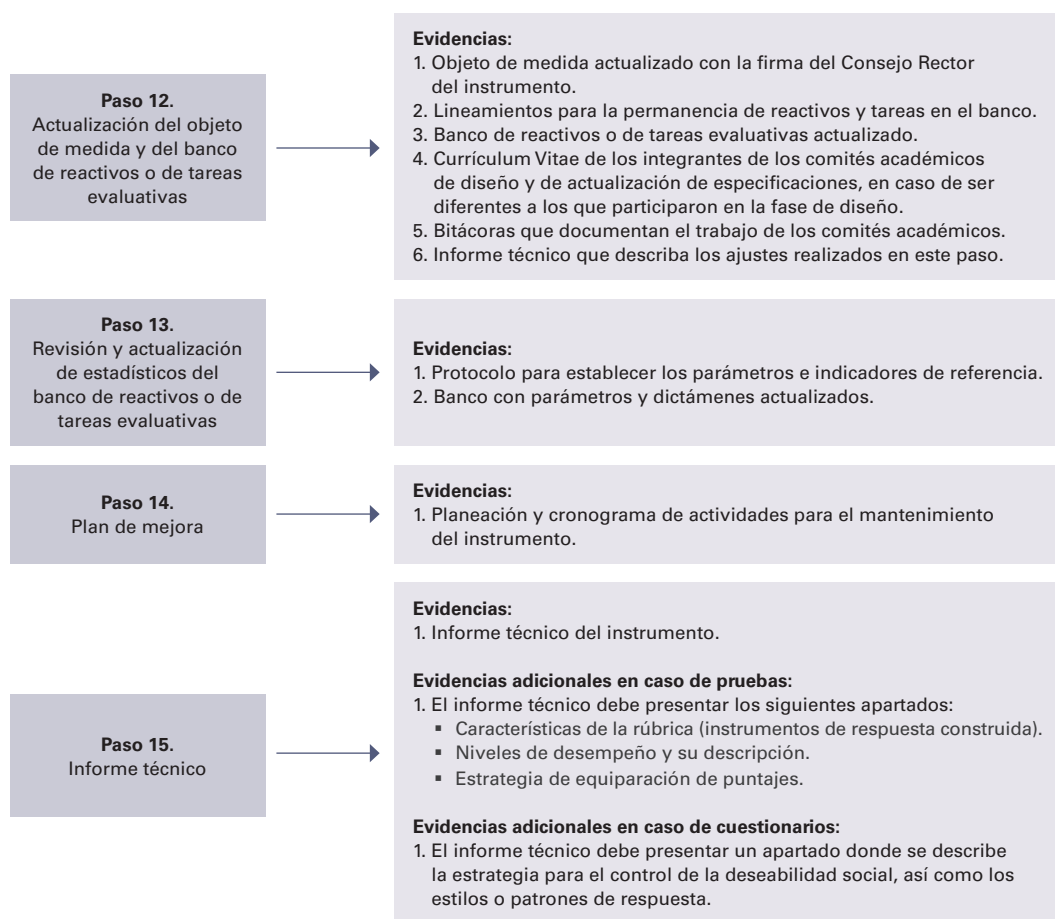 Paso 12.
Actualización del objeto
de medida y del banco
de reactivos o de tareas
evaluativas
Evidencias:
1. Objeto de medida actualizado con la firma del Consejo Rector
del instrumento.
2. Lineamientos para la permanencia de reactivos y tareas en el banco.
3. Banco de reactivos o de tareas evaluativas actualizado.
4. Currículum Vitae de los integrantes de los comités académicos
de diseño y de actualización de especificaciones, en caso de ser
diferentes a los que participaron en la fase de diseño.
5. Bitácoras que documentan el trabajo de los comités académicos.
6. Informe técnico que describa los ajustes realizados en este paso.
Paso 13.
Revisión y actualización
de estadísticos del
banco de reactivos o de
tareas evaluativas
Evidencias:
1. Protocolo para establecer los parámetros e indicadores de referencia.
2. Banco con parámetros y dictámenes actualizados.
Paso 14.
Plan de mejora
Evidencias:
1. Planeación y cronograma de actividades para el mantenimiento
del instrumento.
Paso 15.
Informe técnico
Evidencias:
1. Informe técnico del instrumento.
Evidencias adicionales en caso de pruebas:
1. El informe técnico debe presentar los siguientes apartados:
▪ Características de la rúbrica (instrumentos de respuesta construida).
▪ Niveles de desempeño y su descripción.
▪ Estrategia de equiparación de puntajes.
Evidencias adicionales en caso de cuestionarios:
1. El informe técnico debe presentar un apartado donde se describe
la estrategia para el control de la deseabilidad social, así como los
estilos o patrones de respuesta.